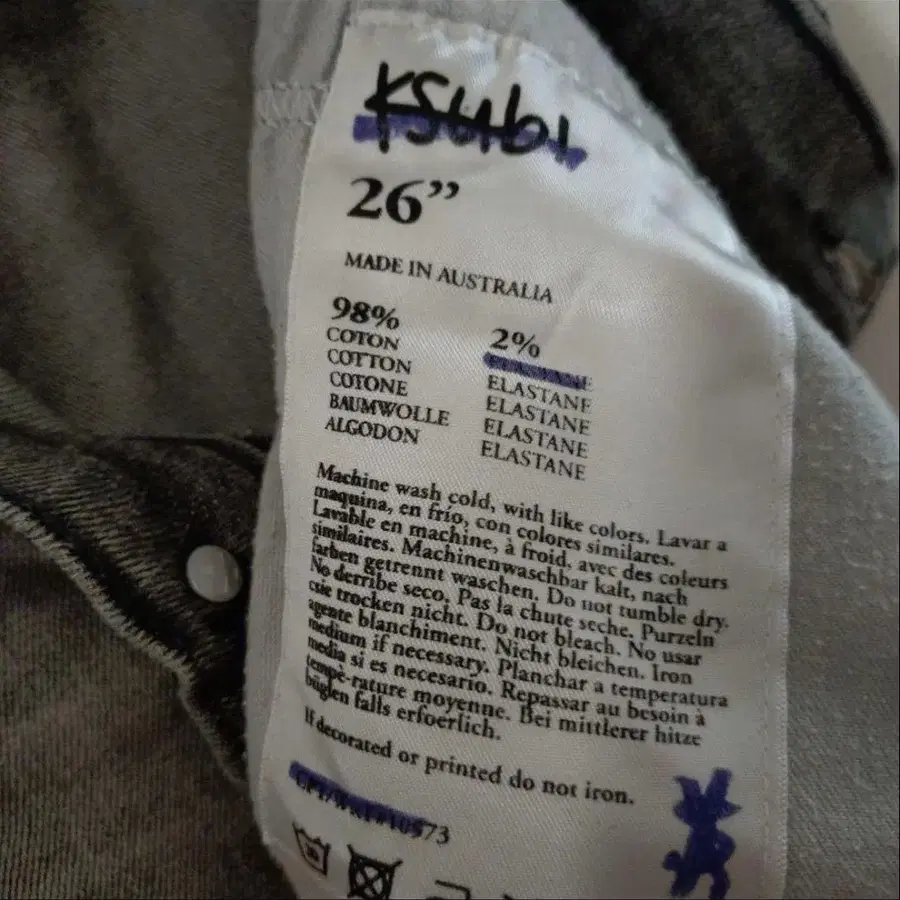 Ksubi
26”
MADE IN AUSTRALIA
98%
COTON
COTTON
COTONE
BAUMWOLLE
ALGODON
2%
ELASTANE
ELASTANE
ELASTANE
ELASTANE
Machine wash cold, with like colors. Lavar a
maquina, en frío, con colores similares.
Lavable en machine, à froid, avec des coleurs
similaires. Machinenwaschbar kalt, nach
farben getrennt waschen. Do not tumble dry.
No derribe seco. Pas la chute seche. Purzeln
csie trocken nicht. Do not bleach. No usar
agente blanchiment. Nicht bleichen. Iron
medium if necessary. Planchar a temperatura
media si es necesario. Repassar au besoin à
tempè-rature moyenne. Bei mittlerer hitze
büglen falls erfoerlich.
If decorated or printed do not iron.